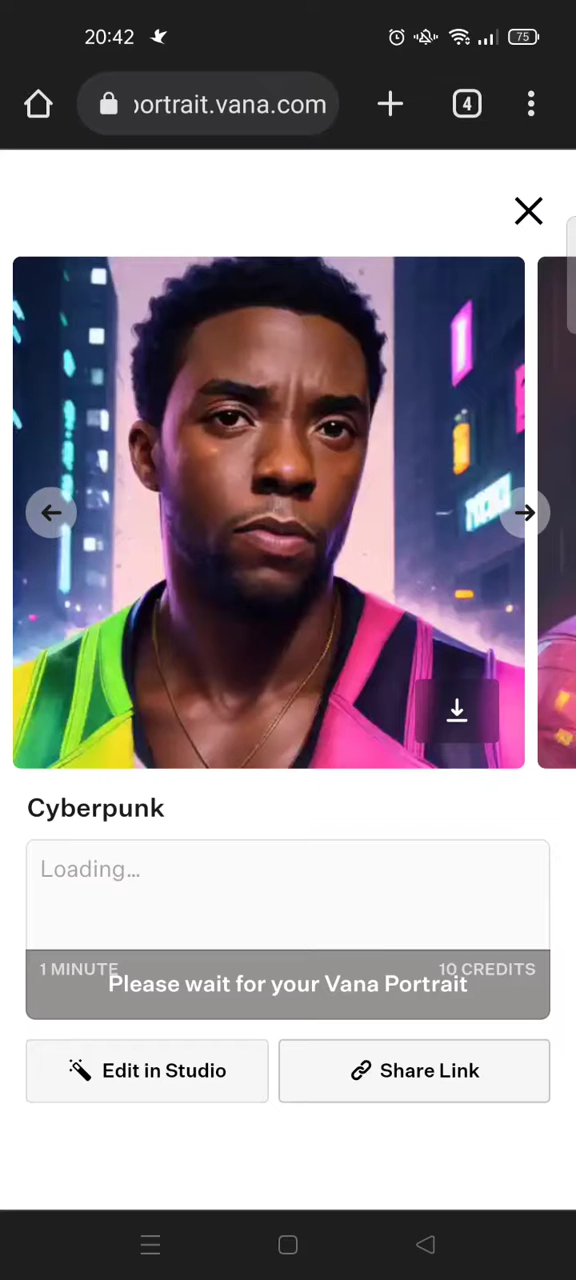 20:42
75
portrait.vana.com
4
Cyberpunk
Loading...
1 MINUTE
10 CREDITS
Please wait for your Vana Portrait
Edit in Studio
Share Link